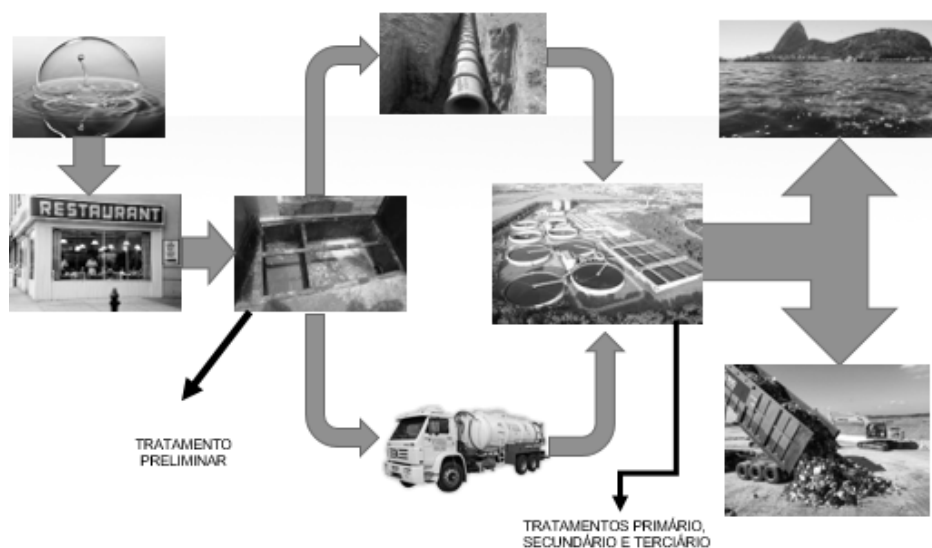 RESTAURANT
TRATAMENTO
PRELIMINAR
TRATAMENTOS PRIMÁRIO,
SECUNDÁRIO E TERCIÁRIO